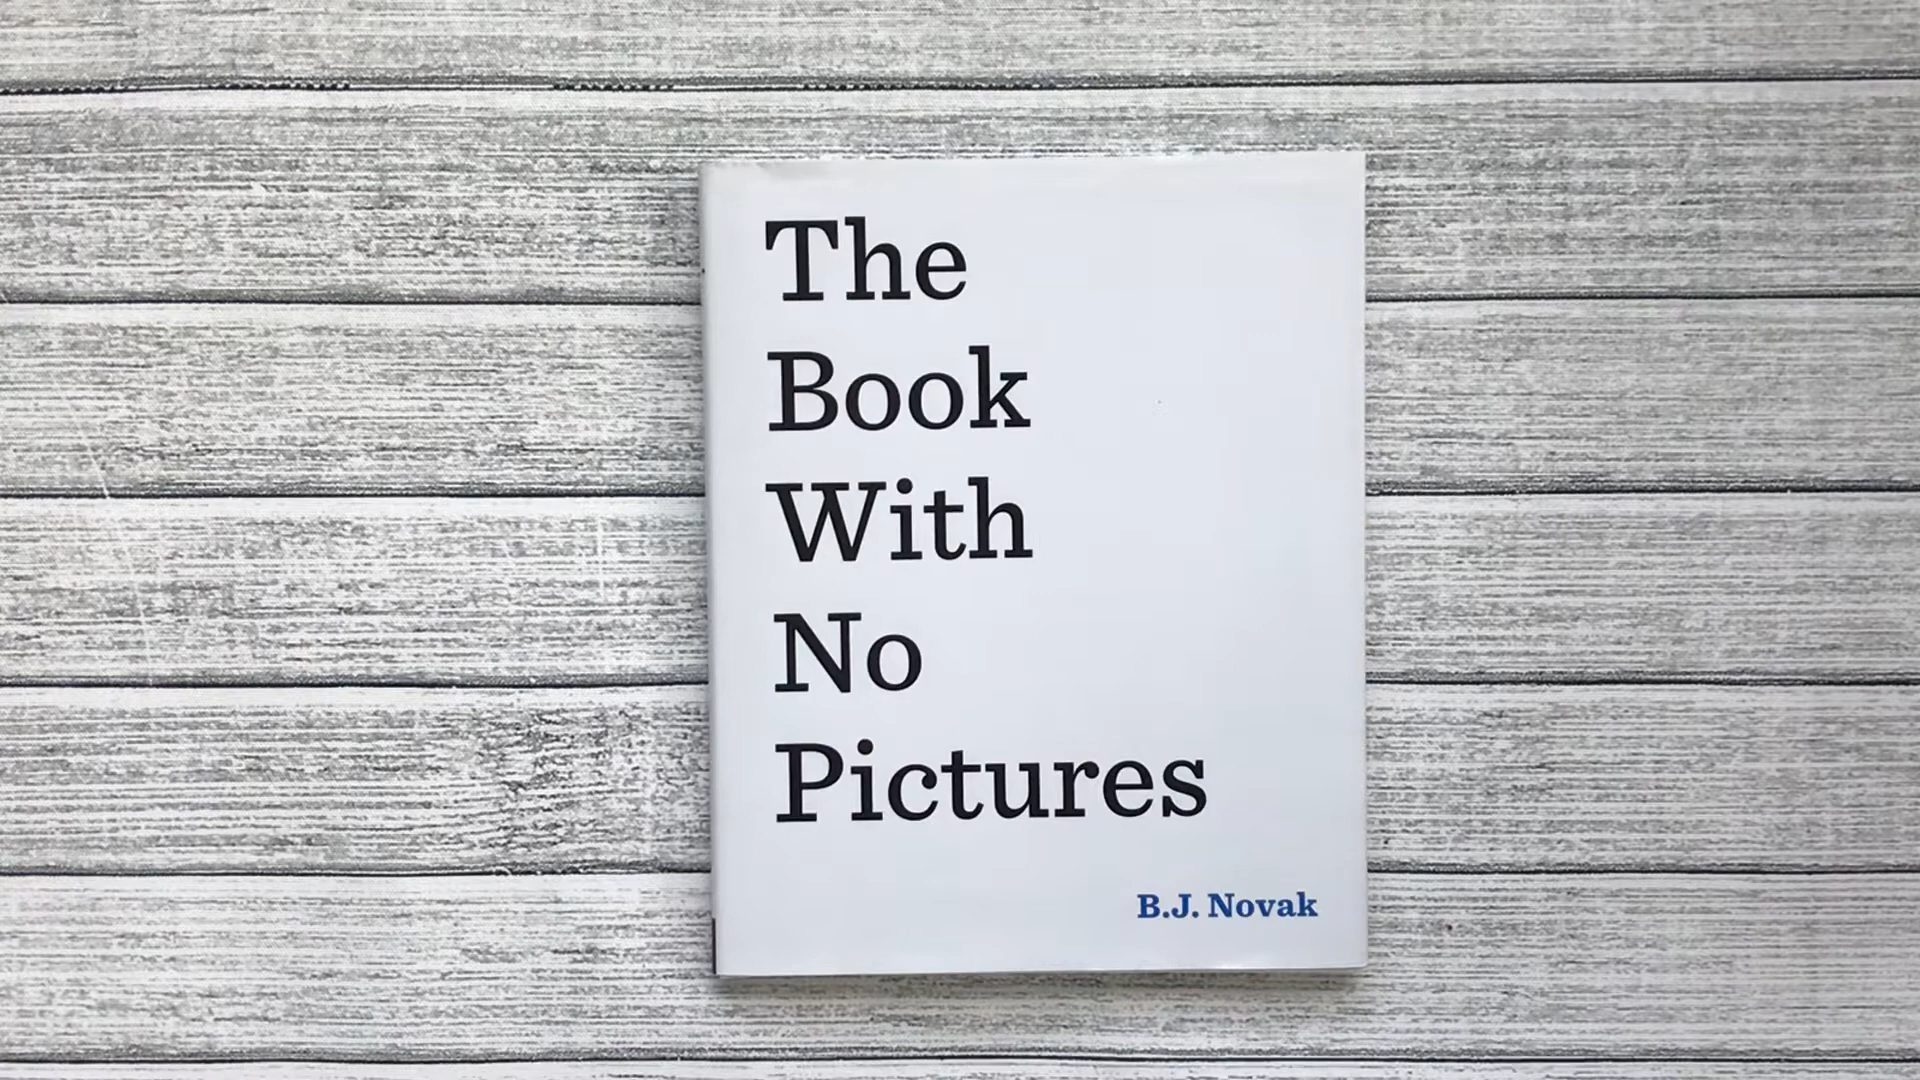 The
Book
With
No
Pictures
B.J. Novak